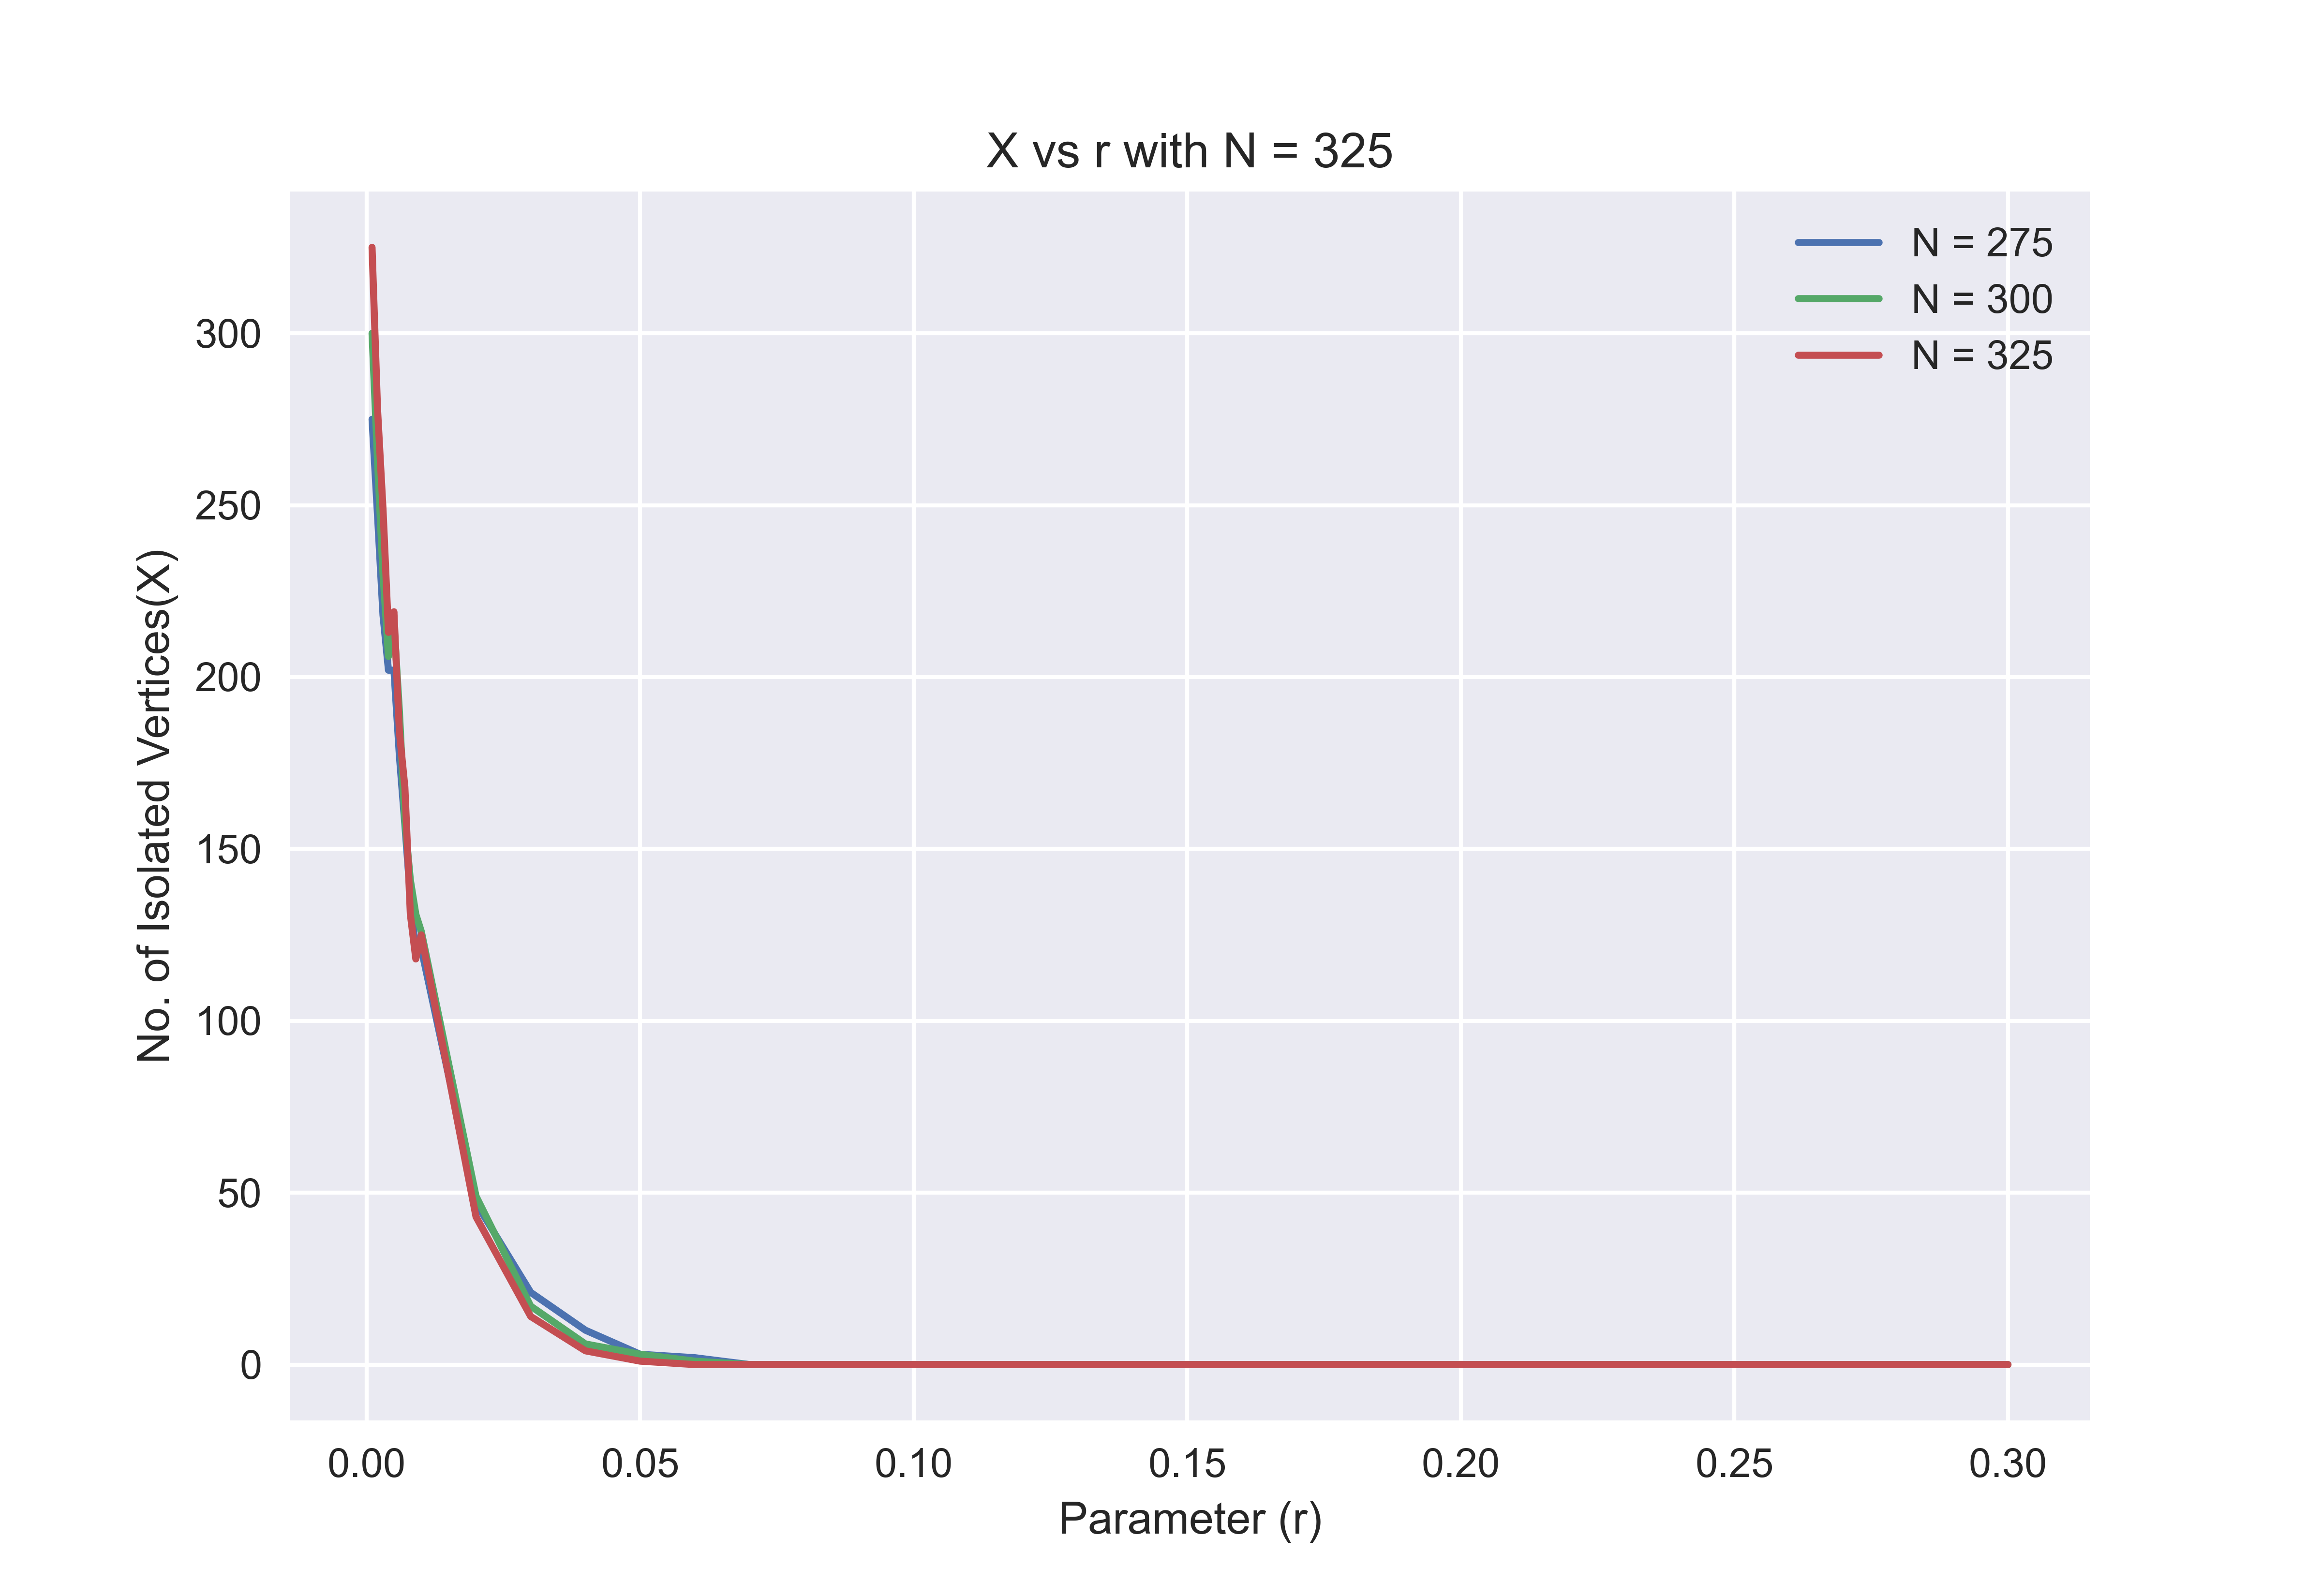 X vs r with N = 325
N = 275
N = 300
N = 325
No. of Isolated Vertices(X)
300
250
200
150
100
50
0
0.00 0.05 0.10 0.15 0.20 0.25 0.30
Parameter (r)